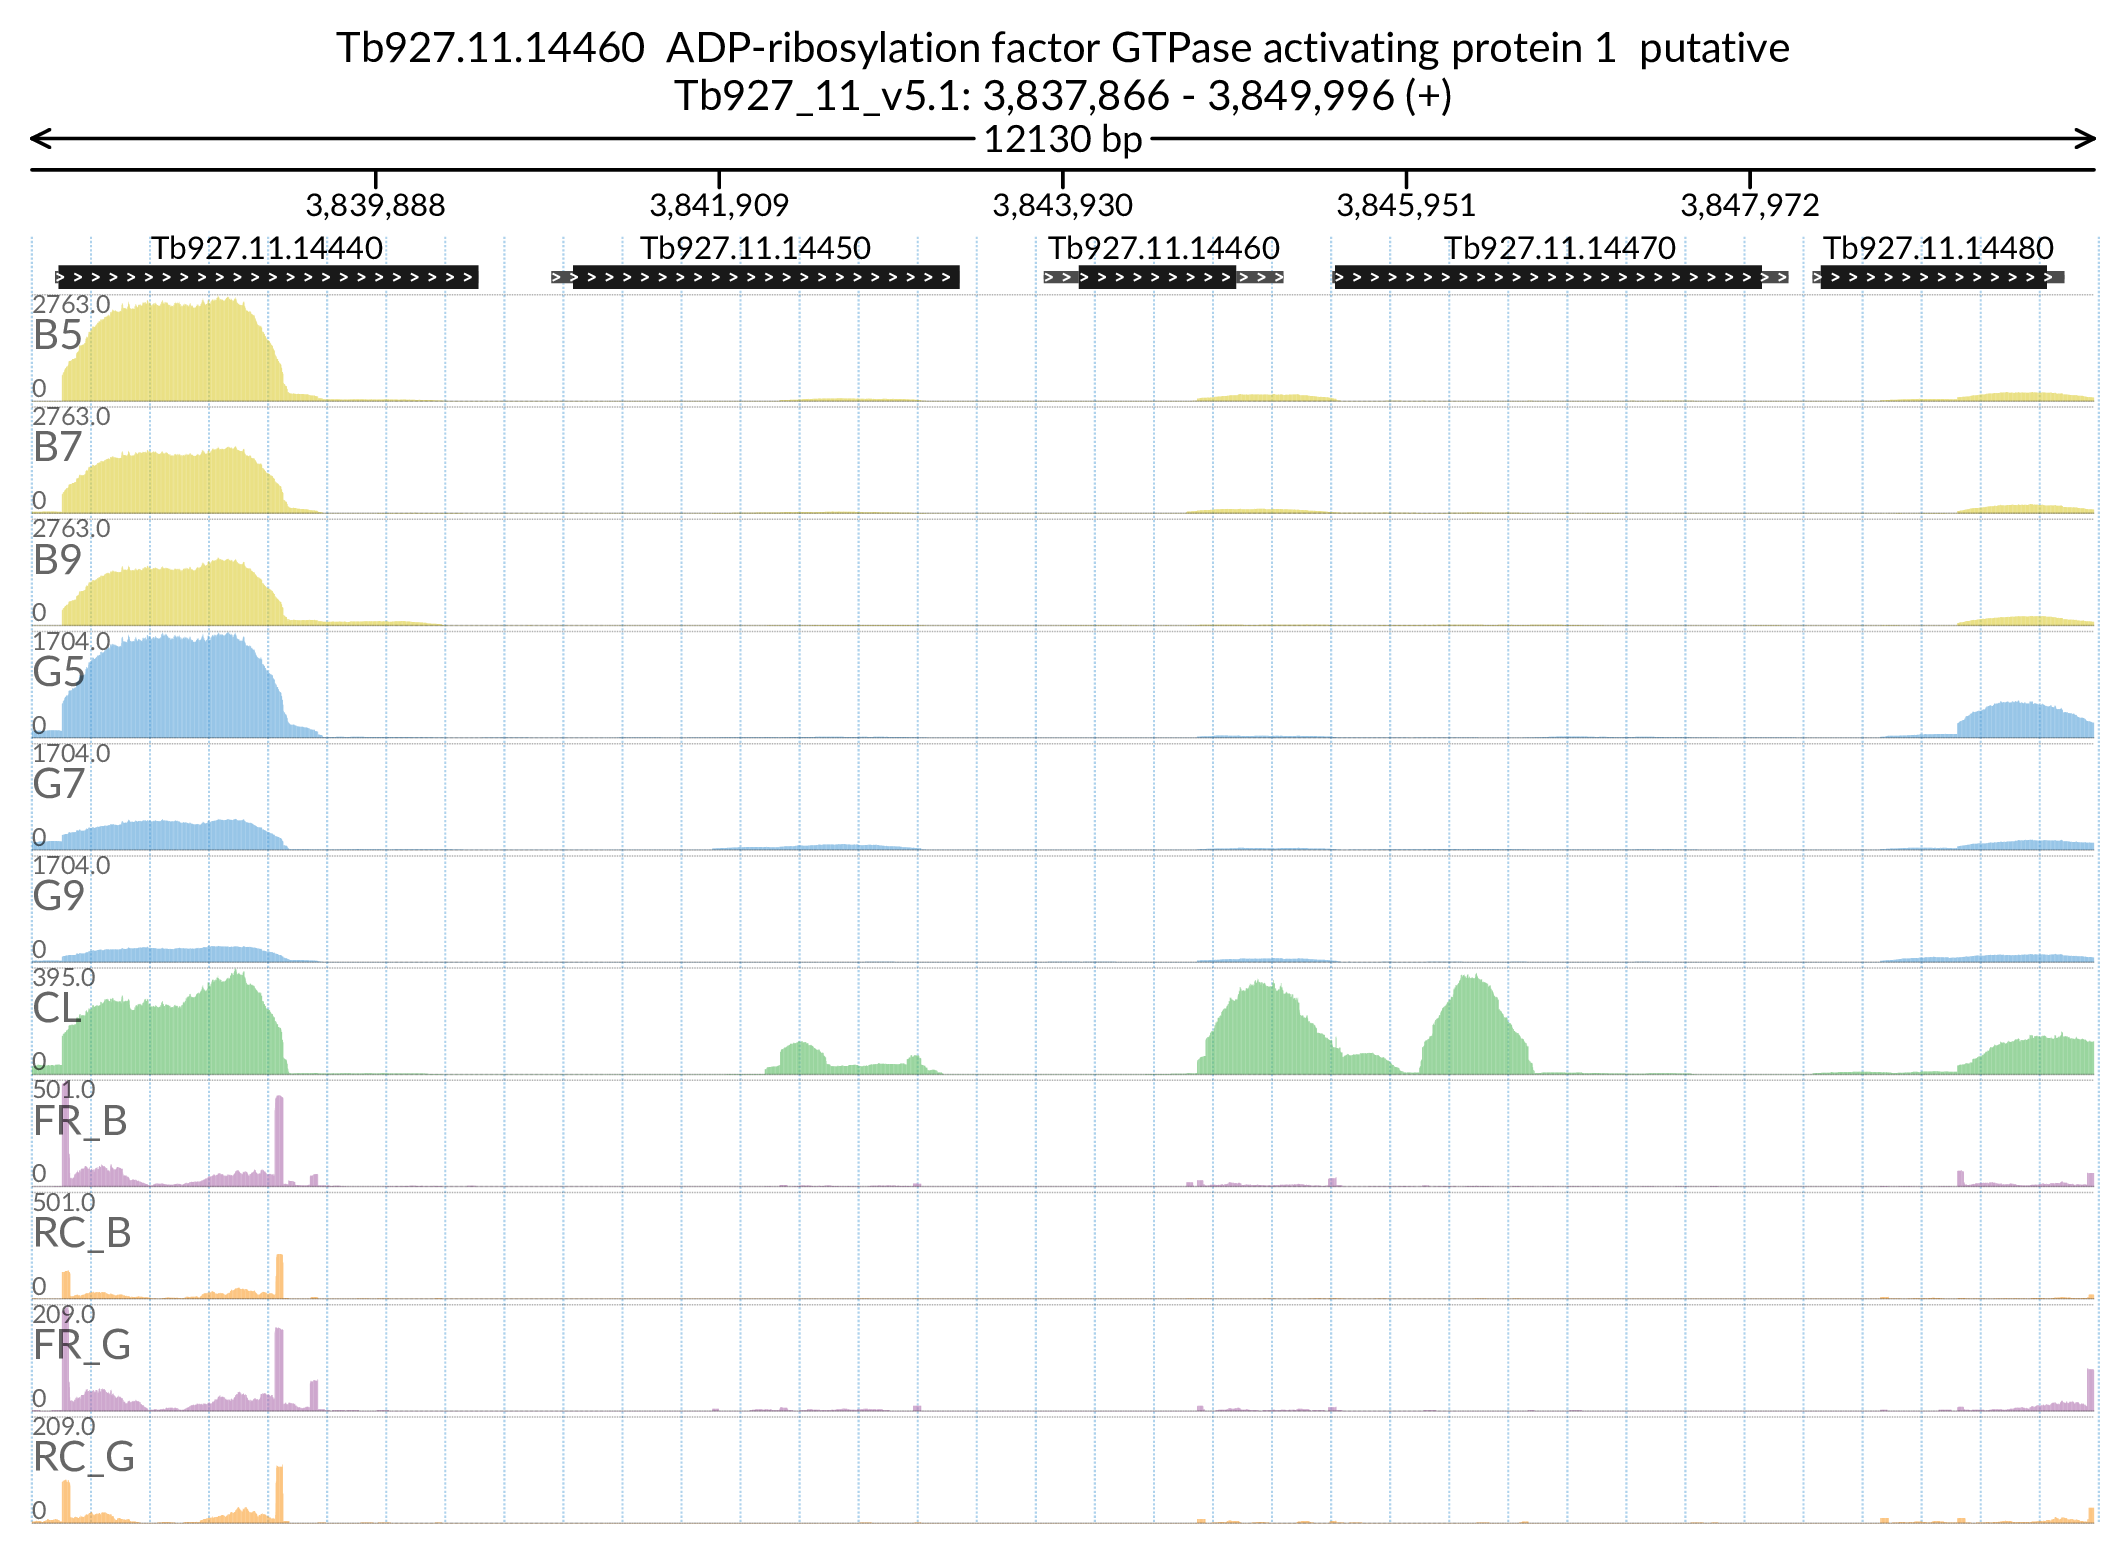 Tb927.11.14460  ADP-ribosylation factor GTPase activating protein 1  putative
Tb927_11_v5.1: 3,837,866 - 3,849,996 (+)
12130 bp
3,839,888 3,841,909 3,843,930 3,845,951 3,847,972
Tb927.11.14440 Tb927.11.14450 Tb927.11.14460 Tb927.11.14470 Tb927.11.14480
2763.0
B5
0
2763.0
B7
0
2763.0
B9
0
1704.0
G5
0
1704.0
G7
0
1704.0
G9
0
395.0
CL
0
501.0
FR_B
0
501.0
RC_B
0
209.0
FR_G
0
209.0
RC_G
0